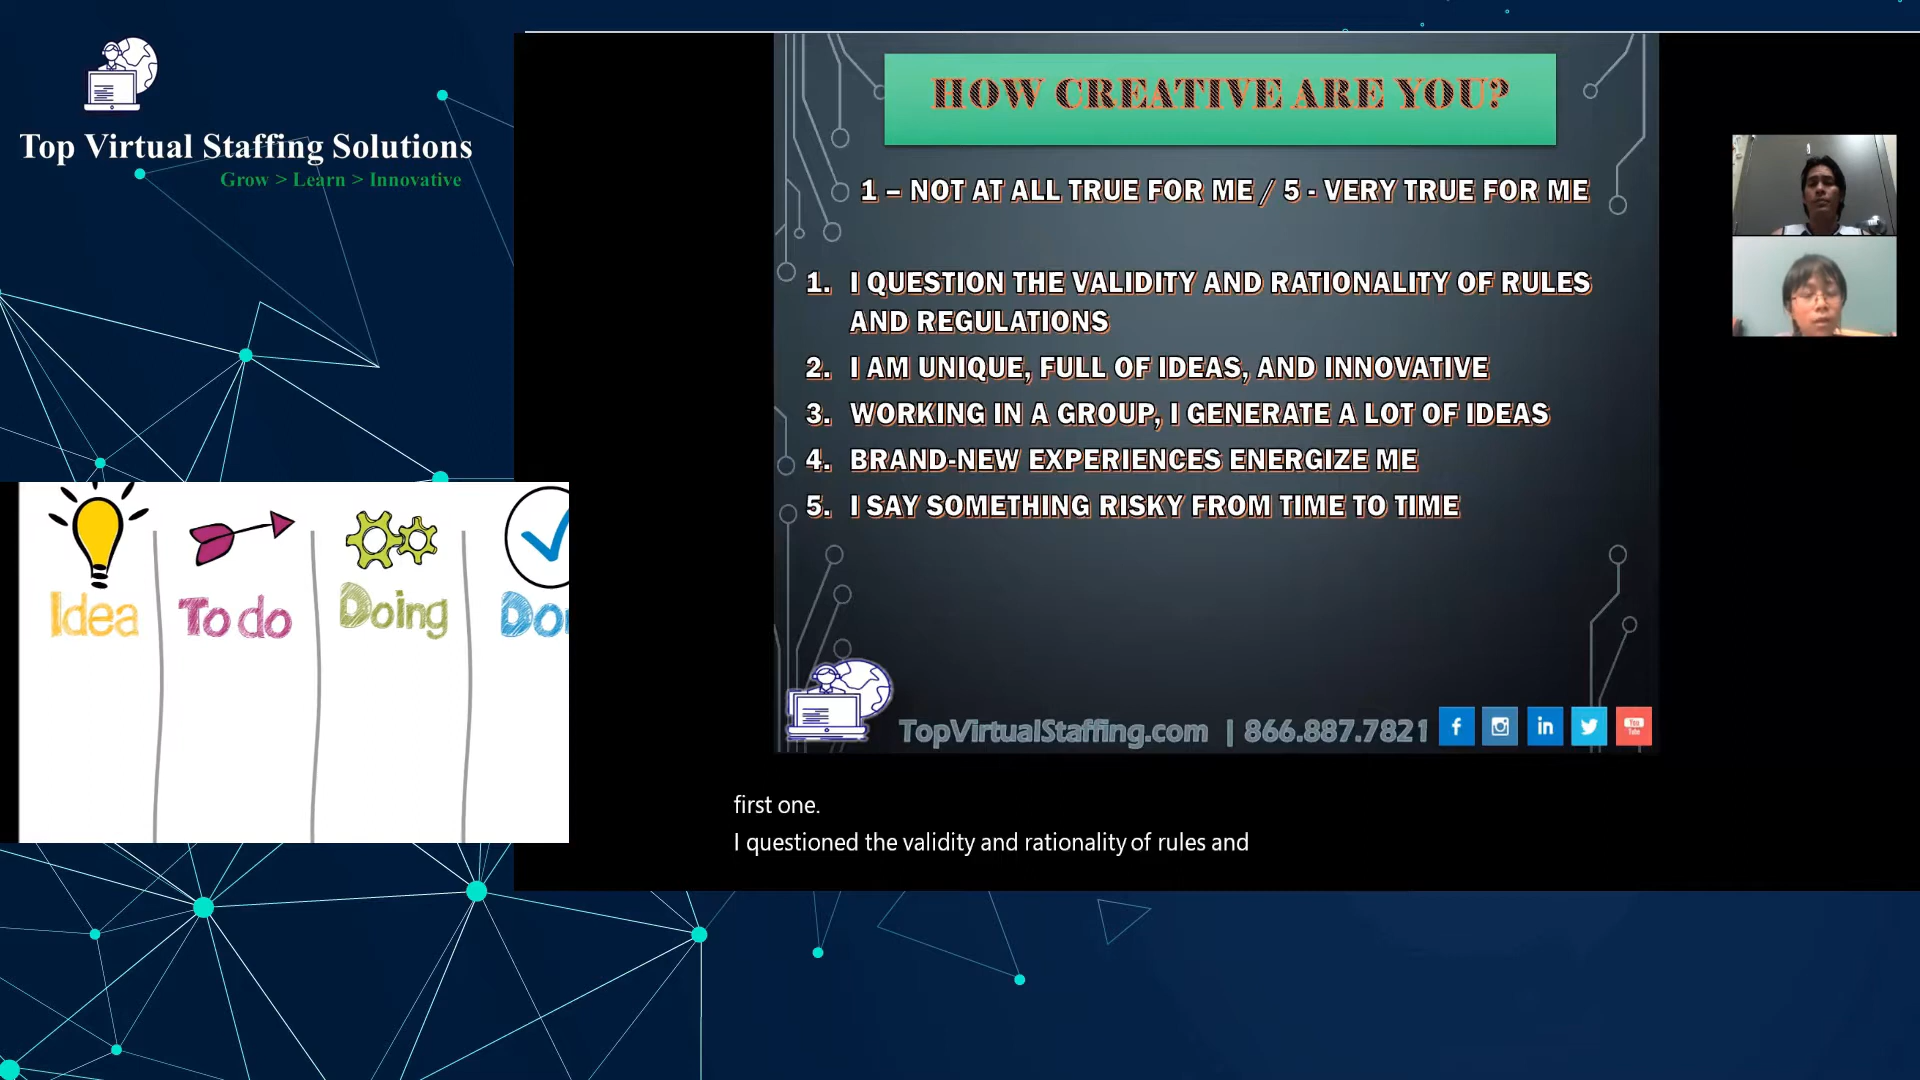 Top Virtual Staffing Solutions
Grow > Learn > Innovative
HOW CREATIVE ARE YOU?
1 – NOT AT ALL TRUE FOR ME / 5 - VERY TRUE FOR ME
1. I QUESTION THE VALIDITY AND RATIONALITY OF RULES
AND REGULATIONS
2. I AM UNIQUE, FULL OF IDEAS, AND INNOVATIVE
3. WORKING IN A GROUP, I GENERATE A LOT OF IDEAS
4. BRAND-NEW EXPERIENCES ENERGIZE ME
5. I SAY SOMETHING RISKY FROM TIME TO TIME
Idea
To do
Doing
TopVirtualStaffing.com | 866.887.7821
You
Tube
first one.
I questioned the validity and rationality of rules and